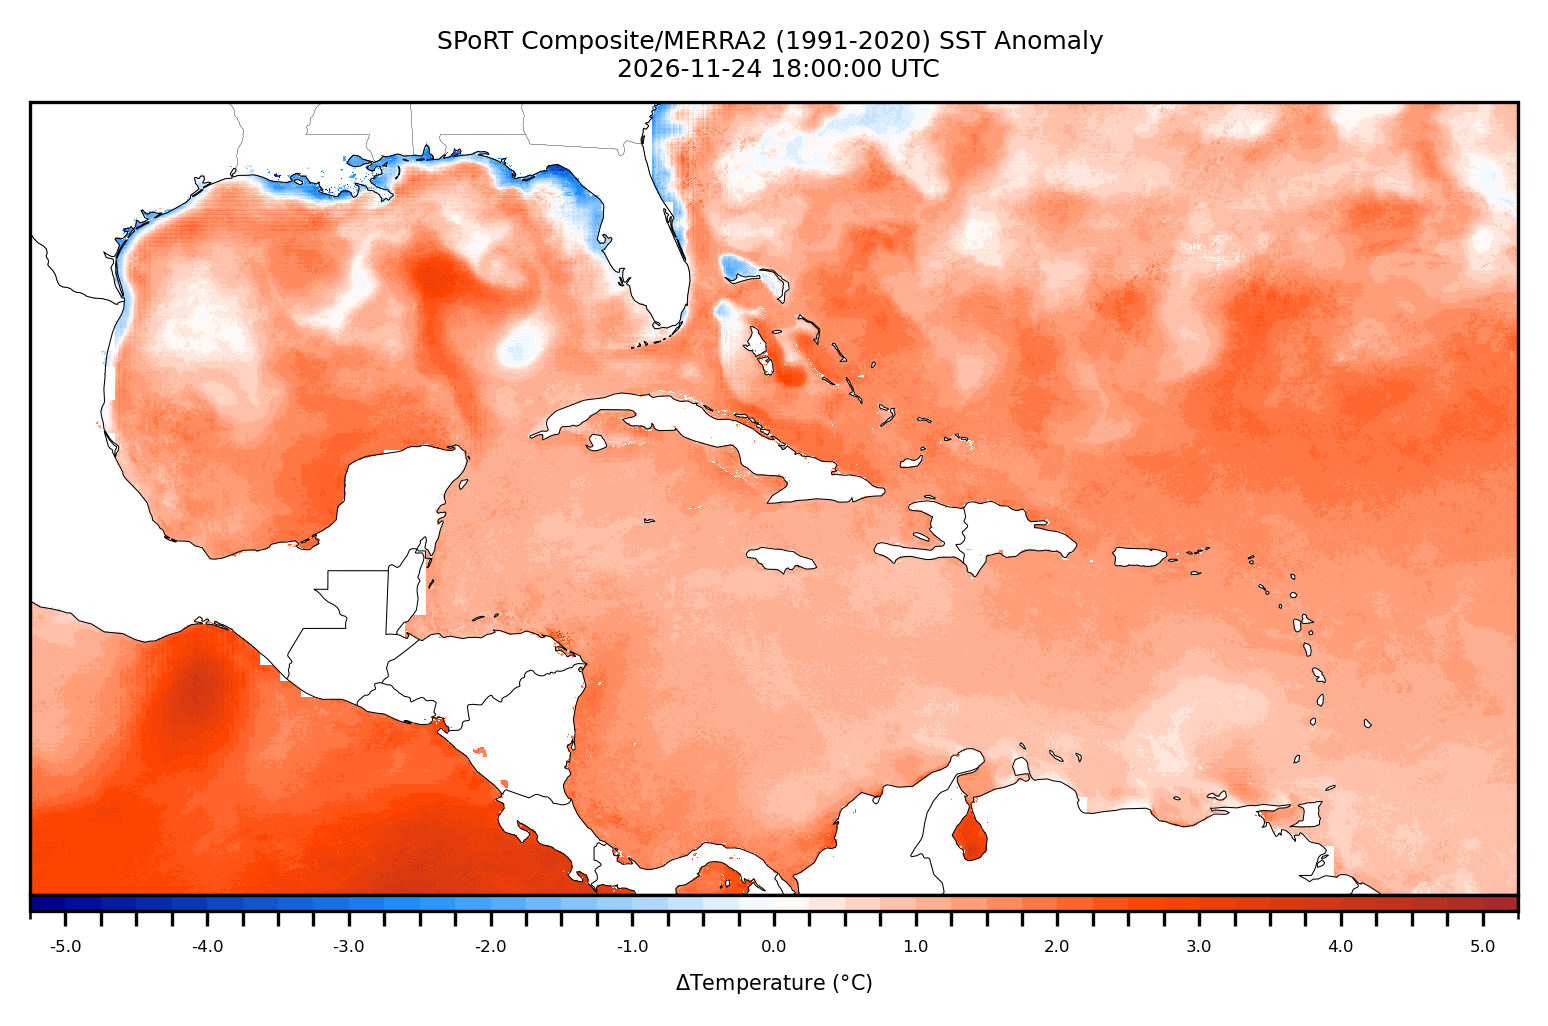 SPoRT Composite/MERRA2 (1991-2020) SST Anomaly
2026-11-24 18:00:00 UTC
-5.0 -4.0 -3.0 -2.0 -1.0 0.0 1.0 2.0 3.0 4.0 5.0
ΔTemperature (°C)